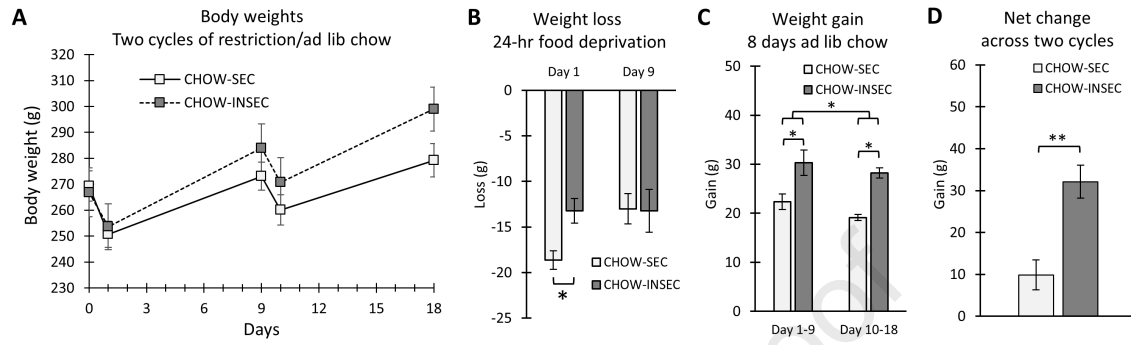 A
Body weights
Two cycles of restriction/ad lib chow
Body weight (g)
320
310
300
290
280
270
260
250
240
230
CHOW-SEC
CHOW-INSEC
0 3 6 9 12 15 18
Days
B
Weight loss
24-hr food deprivation
Day 1 Day 9
Loss (g)
0
-5
-10
-15
-20
-25
*
CHOW-SEC
CHOW-INSEC
C
Weight gain
8 days ad lib chow
Gain (g)
50
40
30
20
10
0
CHOW-SEC
CHOW-INSEC
*
* *
Day 1-9 Day 10-18
D
Net change
across two cycles
Gain (g)
60
50
40
30
20
10
0
CHOW-SEC
CHOW-INSEC
**